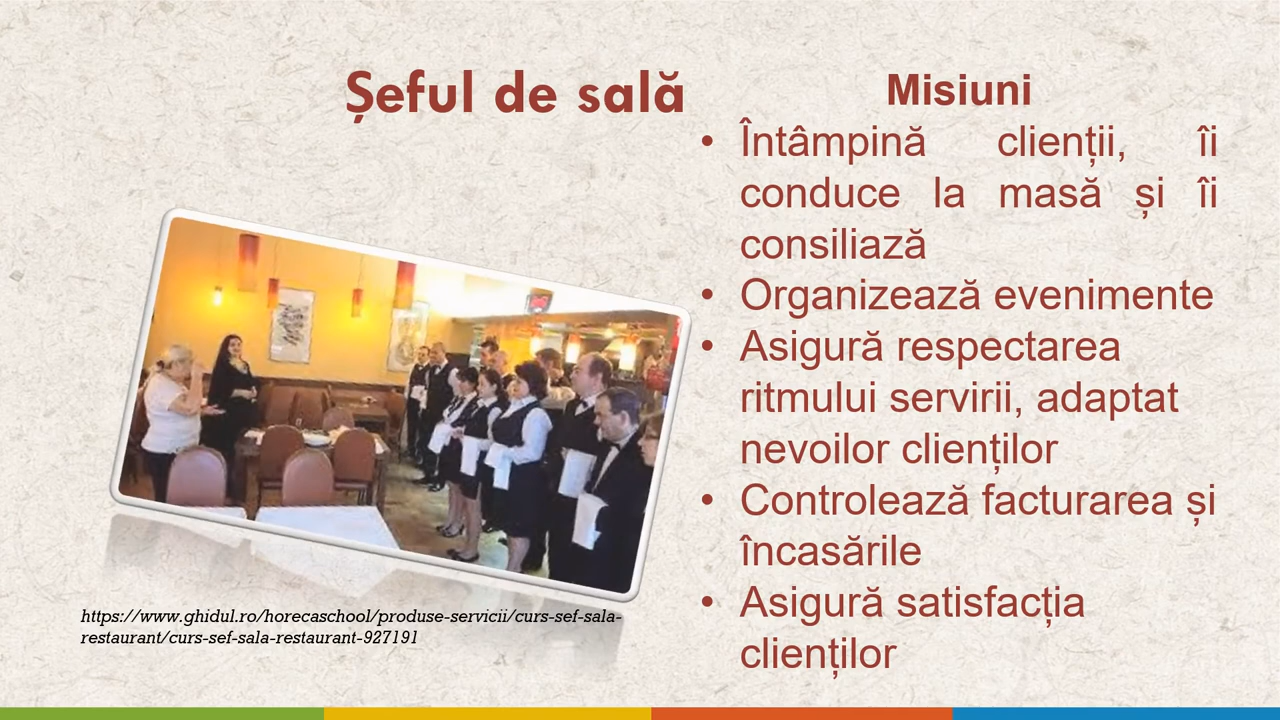 Șeful de sală
Misiuni
• Întâmpină clienții, îi
conduce la masă și îi
consiliază
• Organizează evenimente
• Asigură respectarea
ritmului servirii, adaptat
nevoilor clienților
• Controlează facturarea și
încasările
• Asigură satisfacția
clienților
https://www.ghidul.ro/horecaschool/produse-servicii/curs-sef-sala-
restaurant/curs-sef-sala-restaurant-927191